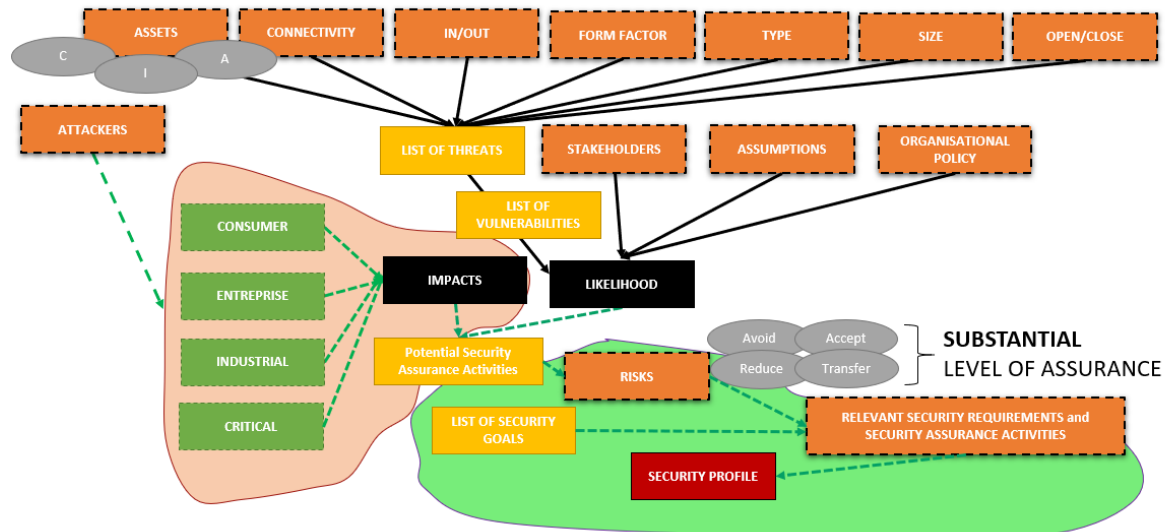 ASSETS
CONNECTIVITY
IN/OUT
FORM FACTOR
TYPE
SIZE
OPEN/CLOSE
C
I
A
ATTACKERS
LIST OF THREATS
STAKEHOLDERS
ASSUMPTIONS
ORGANISATIONAL
POLICY
LIST OF
VULNERABILITIES
CONSUMER
ENTREPRISE
INDUSTRIAL
CRITICAL
IMPACTS
LIKELIHOOD
Potential Security
Assurance Activities
RISKS
Avoid
Accept
Reduce
Transfer
SUBSTANTIAL
LEVEL OF ASSURANCE
LIST OF SECURITY
GOALS
RELEVANT SECURITY REQUIREMENTS and
SECURITY ASSURANCE ACTIVITIES
SECURITY PROFILE